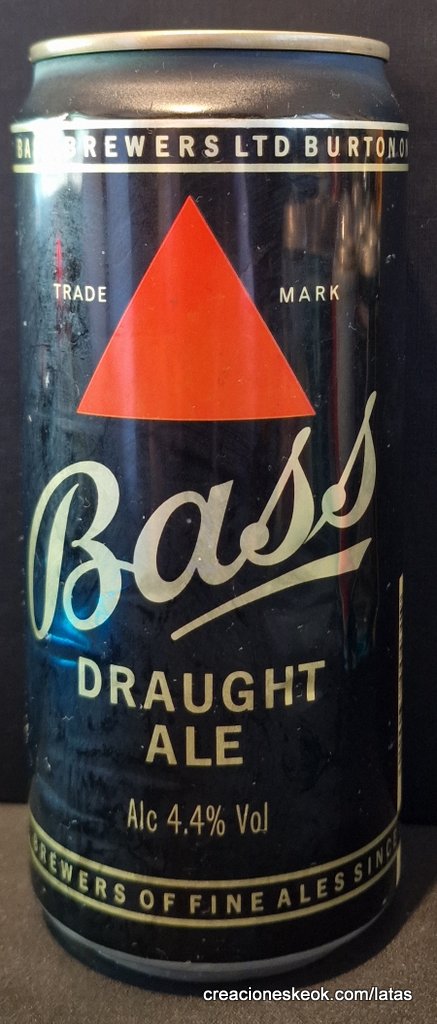 BREWERS LTD BURTON
TRADE MARK
Bass
DRAUGHT
ALE
Alc 4.4% Vol
BREWERS OF FINE ALES SINCE
creacioneskeok.com/latas